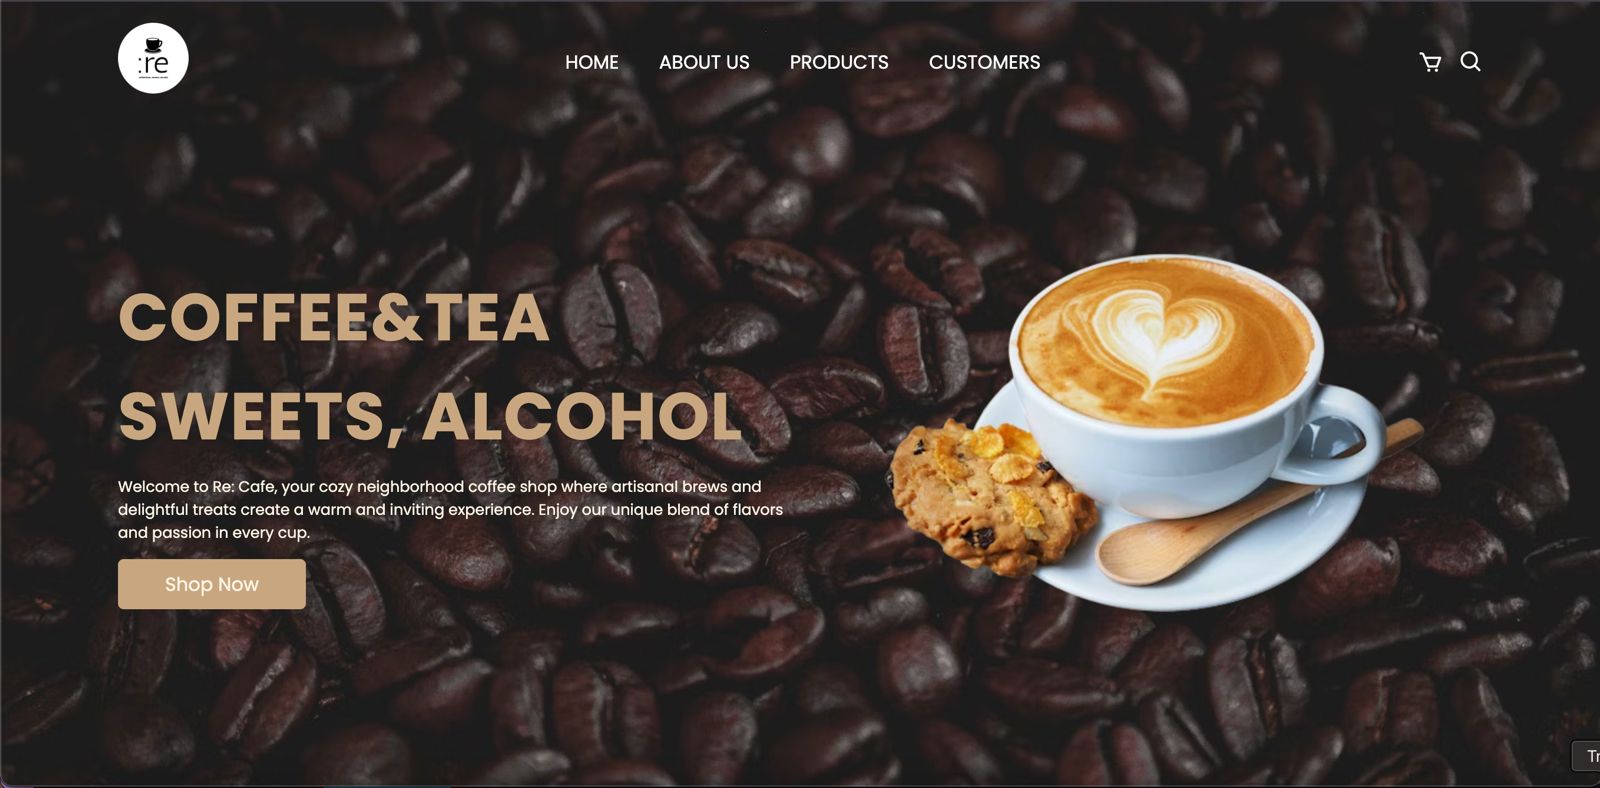 :re
HOME ABOUT US PRODUCTS CUSTOMERS
COFFEE&TEA
SWEETS, ALCOHOL
Welcome to Re: Cafe, your cozy neighborhood coffee shop where artisanal brews and
delightful treats create a warm and inviting experience. Enjoy our unique blend of flavors
and passion in every cup.
Shop Now